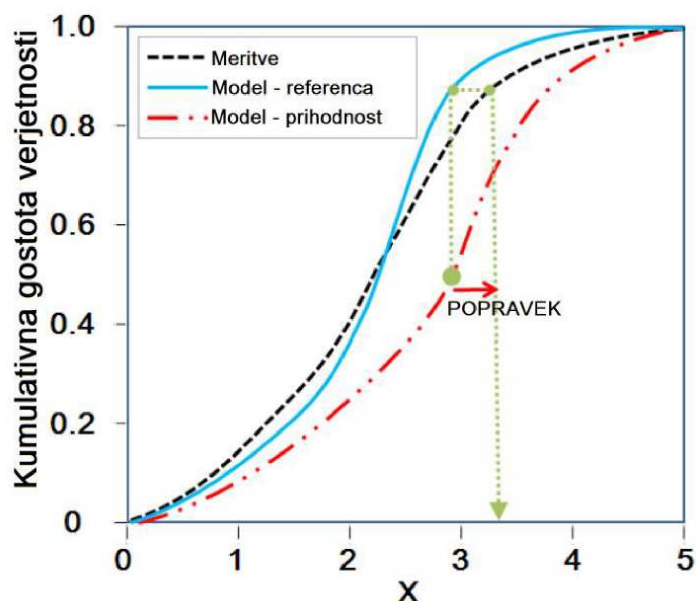 Kumulativna gostota verjetnosti
1.0
0.8
0.6
0.4
0.2
0
Meritve
Model - referenca
Model - prihodnost
POPRAVEK
0 1 2 3 4 5
X